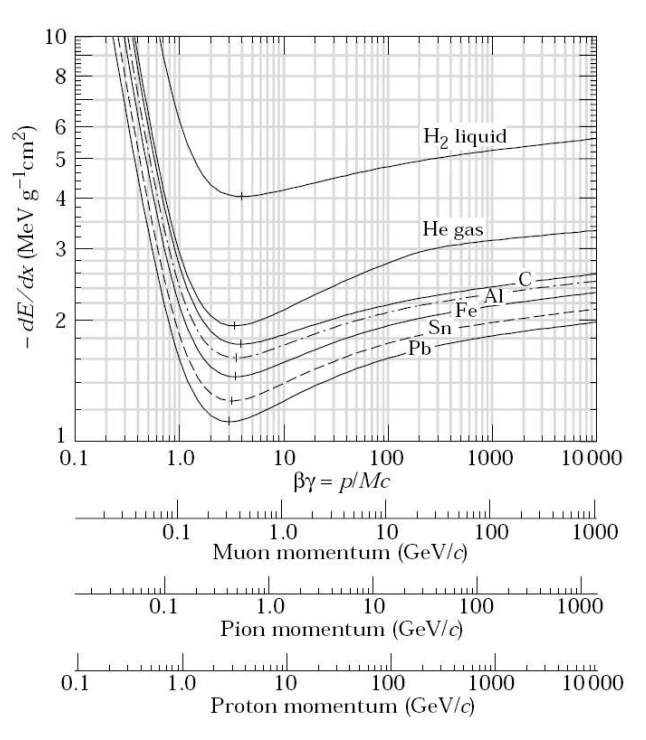 10
8
6
5
4
3
2
1
− dE/dx (MeV g⁻¹cm²)
H₂ liquid
He gas
C
Al
Fe
Sn
Pb
0.1 1.0 10 100 1000 10 000
βγ = p/Mc
0.1 1.0 10 100 1000
Muon momentum (GeV/c)
0.1 1.0 10 100 1000
Pion momentum (GeV/c)
0.1 1.0 10 100 1000 10 000
Proton momentum (GeV/c)